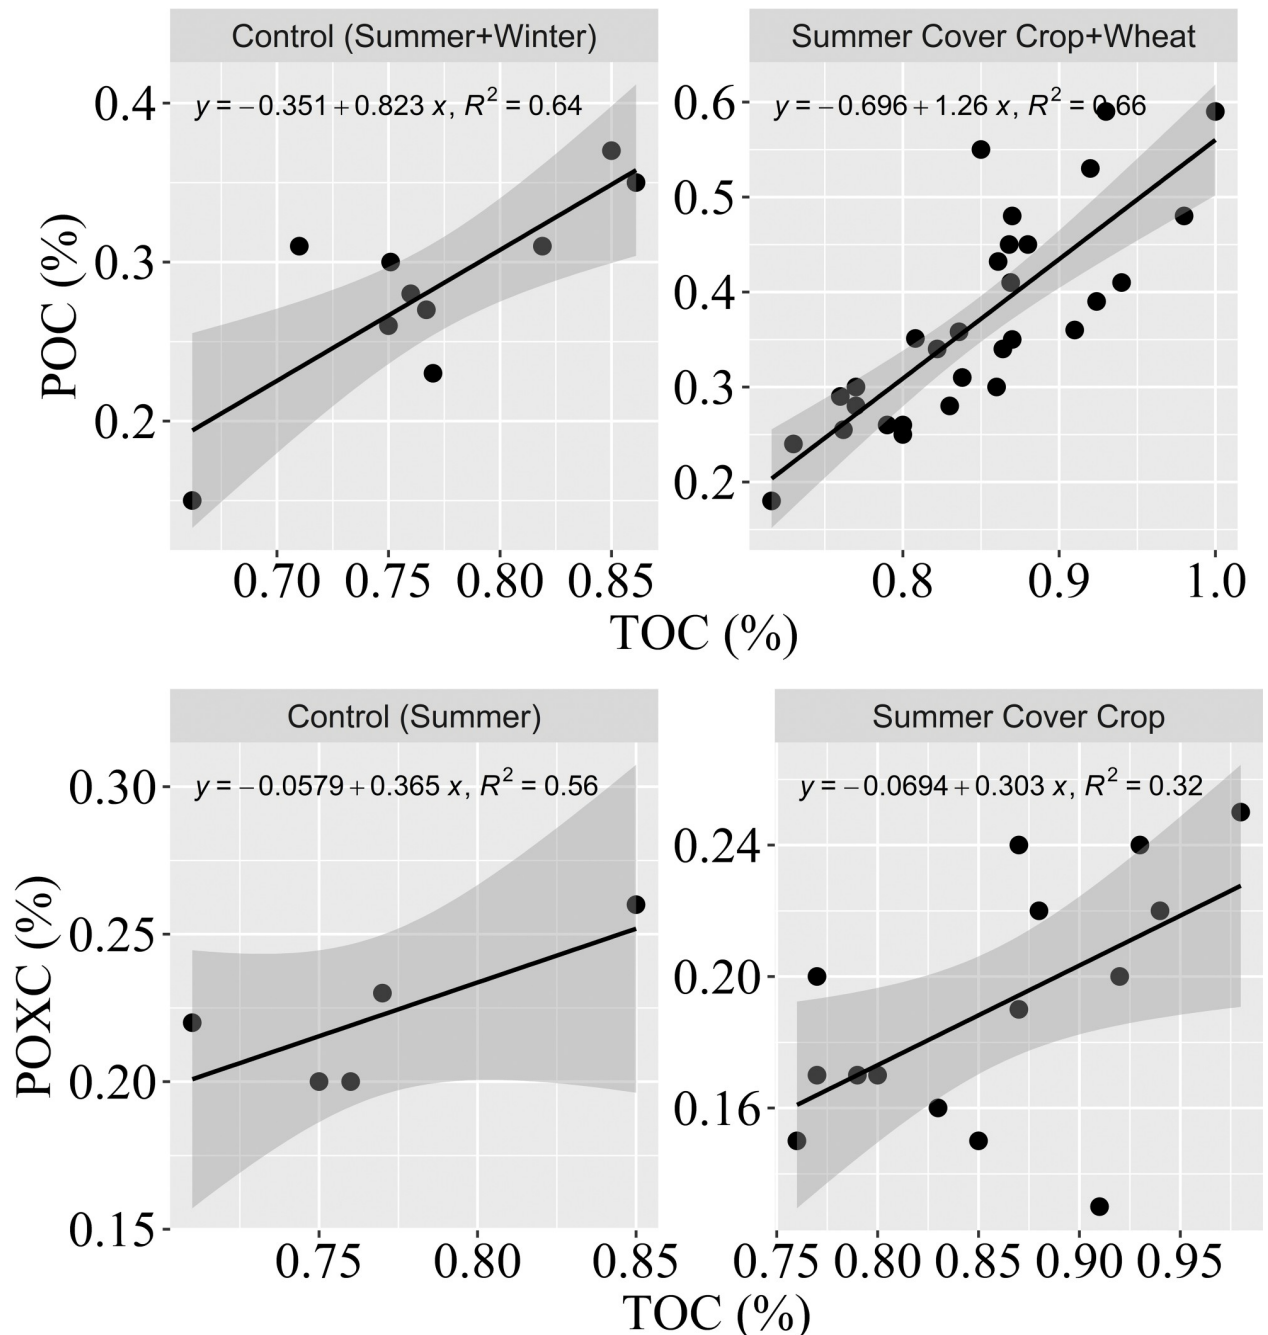 Control (Summer+Winter)
Summer Cover Crop+Wheat
y = −0.351 + 0.823 x, R² = 0.64
y = −0.696 + 1.26 x, R² = 0.66
POC (%)
0.4
0.3
0.2
0.6
0.5
0.4
0.3
0.2
0.70 0.75 0.80 0.85
0.8 0.9 1.0
TOC (%)
Control (Summer)
Summer Cover Crop
y = −0.0579 + 0.365 x, R² = 0.56
y = −0.0694 + 0.303 x, R² = 0.32
POXC (%)
0.30
0.25
0.20
0.15
0.24
0.20
0.16
0.75 0.80 0.85
0.75 0.80 0.85 0.90 0.95
TOC (%)